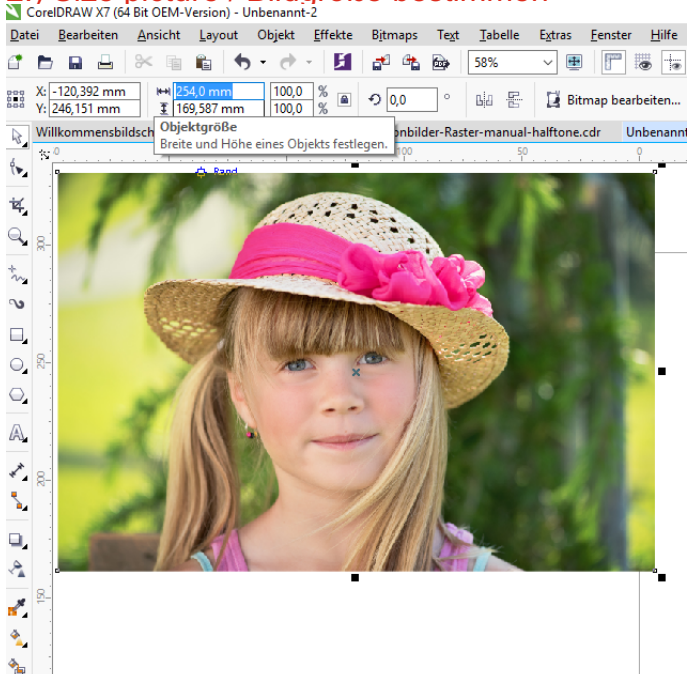 CorelDRAW X7 (64 Bit OEM-Version) - Unbenannt-2
Datei Bearbeiten Ansicht Layout Objekt Effekte Bitmaps Text Tabelle Extras Fenster Hilfe
58%
X: -120,392 mm 254,0 mm 100,0 % 0,0 ° Bitmap bearbeiten...
Y: 246,151 mm 169,587 mm 100,0 %
Willkommensbildsch onbilder-Raster-manual-halftone.cdr Unbenannt
Objektgröße
Breite und Höhe eines Objekts festlegen.
100 50 0
Rand
300
250
200
150